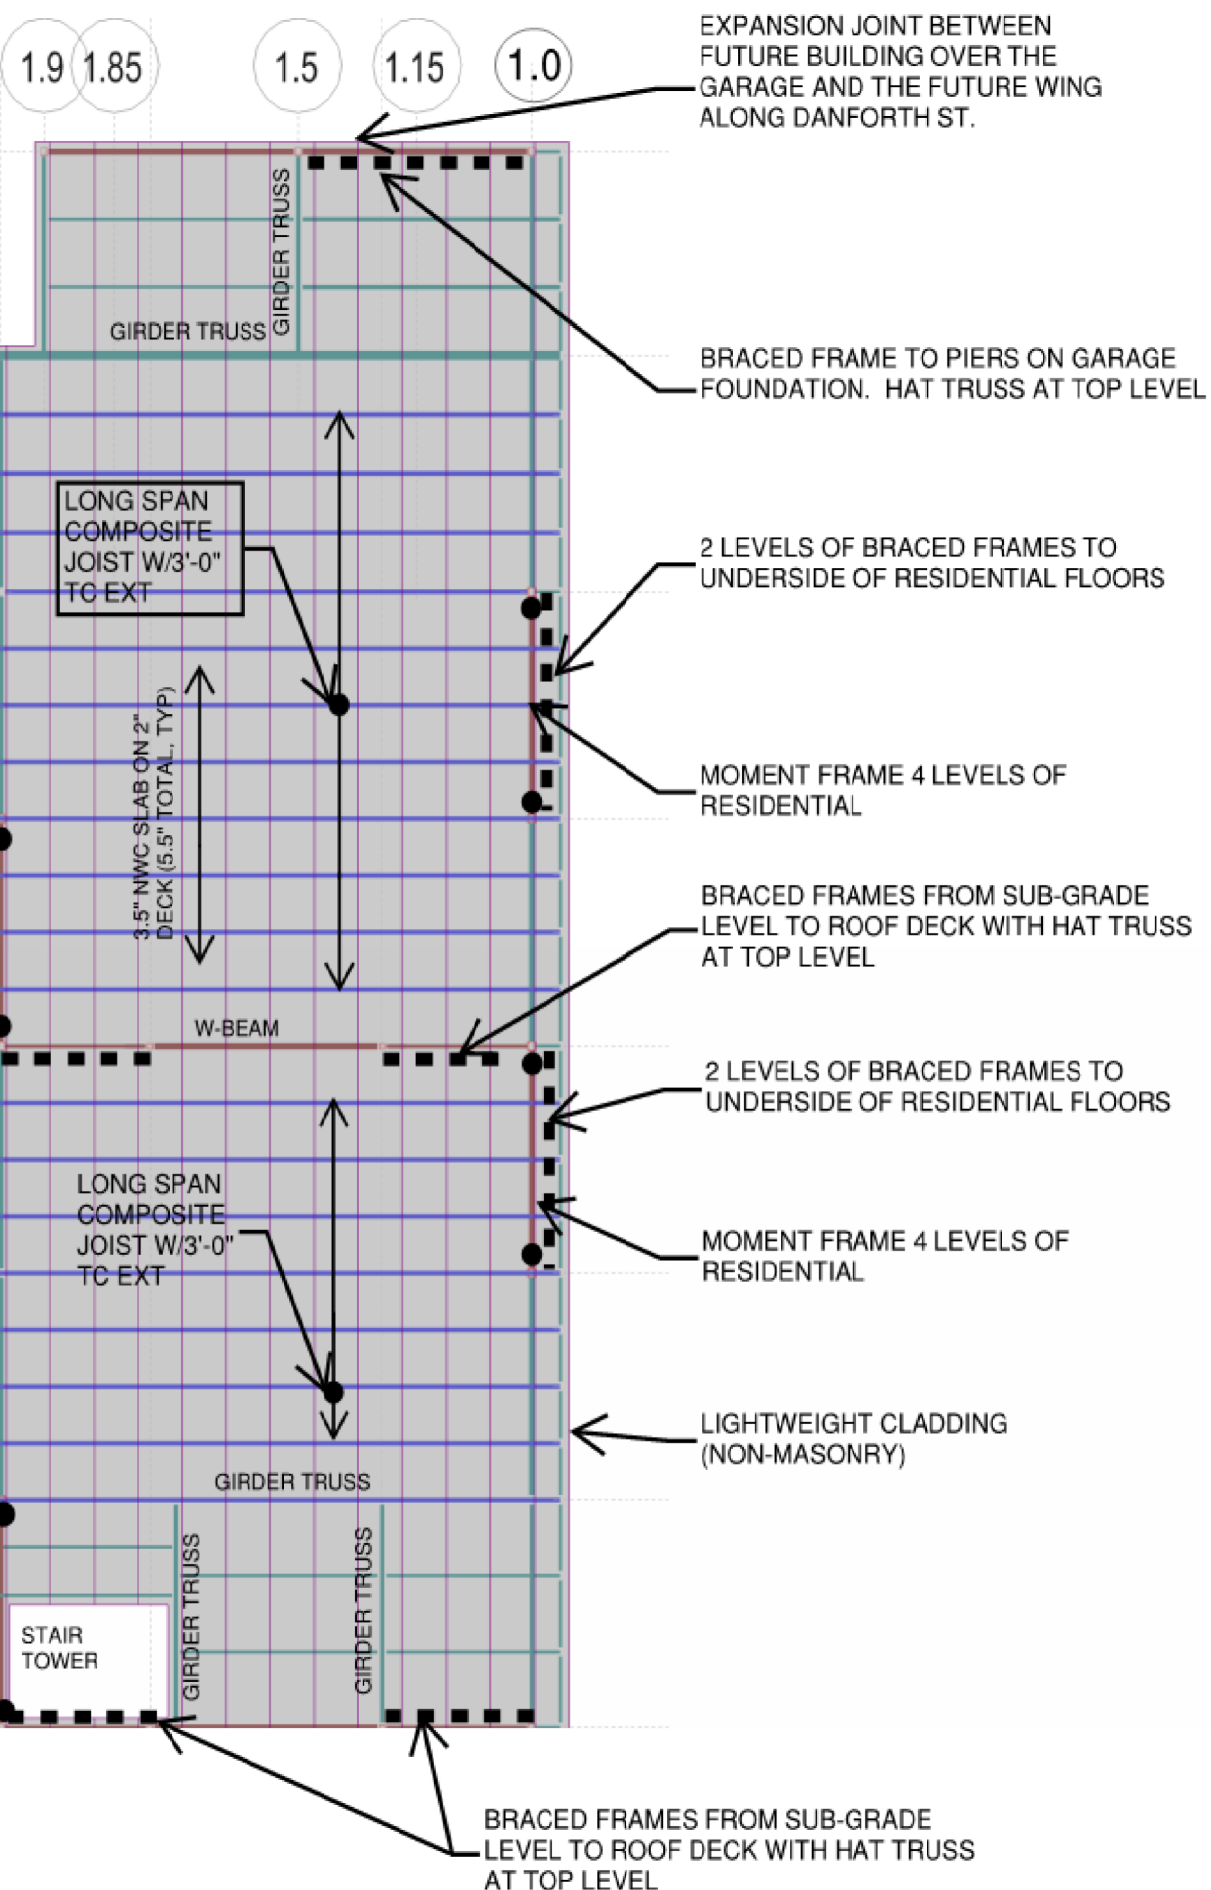 1.9 1.85 1.5 1.15 1.0
EXPANSION JOINT BETWEEN
FUTURE BUILDING OVER THE
GARAGE AND THE FUTURE WING
ALONG DANFORTH ST.
GIRDER TRUSS
GIRDER TRUSS
BRACED FRAME TO PIERS ON GARAGE
FOUNDATION. HAT TRUSS AT TOP LEVEL
LONG SPAN
COMPOSITE
JOIST W/3'-0"
TC EXT
2 LEVELS OF BRACED FRAMES TO
UNDERSIDE OF RESIDENTIAL FLOORS
3.5" NWC SLAB ON 2"
DECK (5.5" TOTAL, TYP)
MOMENT FRAME 4 LEVELS OF
RESIDENTIAL
BRACED FRAMES FROM SUB-GRADE
LEVEL TO ROOF DECK WITH HAT TRUSS
AT TOP LEVEL
W-BEAM
2 LEVELS OF BRACED FRAMES TO
UNDERSIDE OF RESIDENTIAL FLOORS
LONG SPAN
COMPOSITE
JOIST W/3'-0"
TC EXT
MOMENT FRAME 4 LEVELS OF
RESIDENTIAL
LIGHTWEIGHT CLADDING
(NON-MASONRY)
GIRDER TRUSS
GIRDER TRUSS
GIRDER TRUSS
STAIR
TOWER
BRACED FRAMES FROM SUB-GRADE
LEVEL TO ROOF DECK WITH HAT TRUSS
AT TOP LEVEL